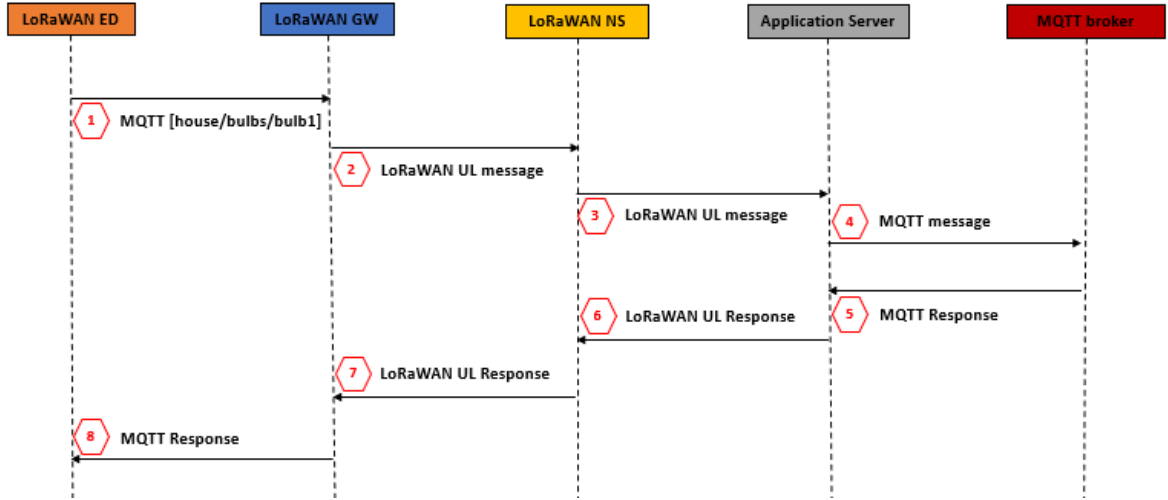 LoRaWAN ED
LoRaWAN GW
LoRaWAN NS
Application Server
MQTT broker
1
MQTT [house/bulbs/bulb1]
2
LoRaWAN UL message
3
LoRaWAN UL message
4
MQTT message
5
MQTT Response
6
LoRaWAN UL Response
7
LoRaWAN UL Response
8
MQTT Response